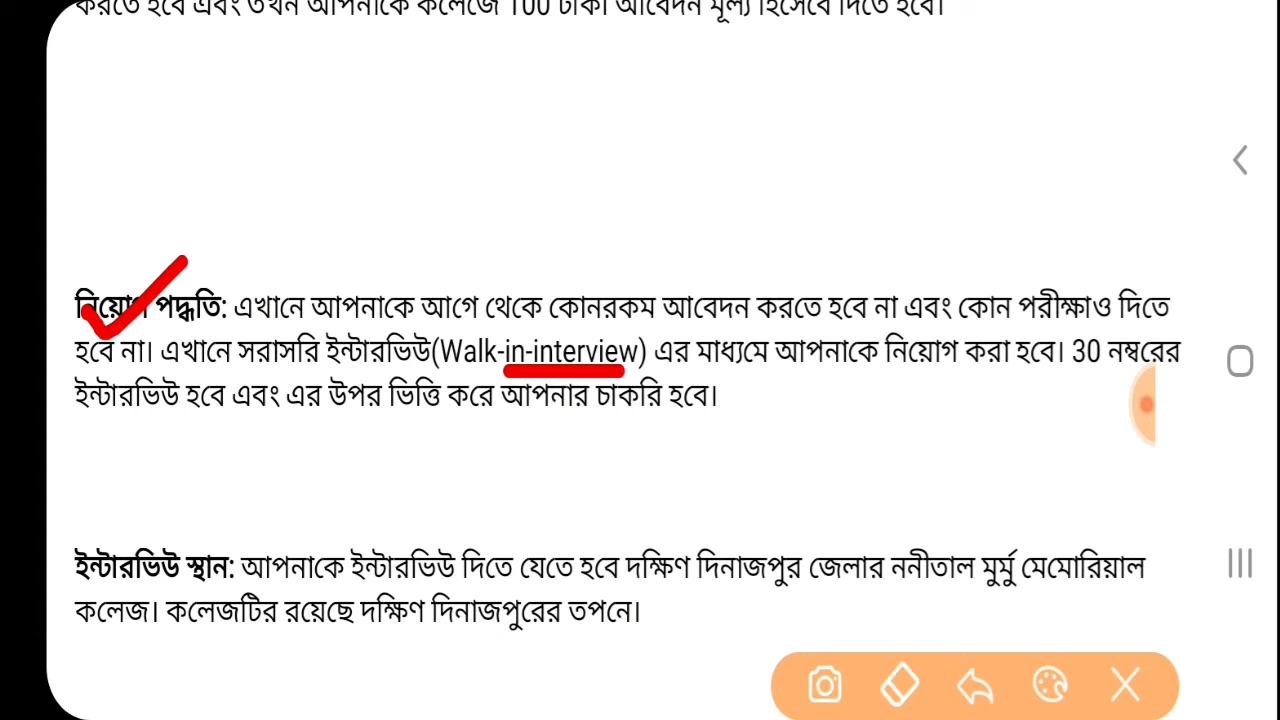 করতে হবে এবং তখন আপনাকে কলেজে 100 টাকা আবেদন মূল্য হিসেবে দিতে হবে।
নিয়োগ পদ্ধতি: এখানে আপনাকে আগে থেকে কোনরকম আবেদন করতে হবে না এবং কোন পরীক্ষাও দিতে
হবে না। এখানে সরাসরি ইন্টারভিউ(Walk-in-interview) এর মাধ্যমে আপনাকে নিয়োগ করা হবে। 30 নম্বরের
ইন্টারভিউ হবে এবং এর উপর ভিত্তি করে আপনার চাকরি হবে।
ইন্টারভিউ স্থান: আপনাকে ইন্টারভিউ দিতে যেতে হবে দক্ষিণ দিনাজপুর জেলার ননীতাল মুর্মু মেমোরিয়াল
কলেজ। কলেজটির রয়েছে দক্ষিণ দিনাজপুরের তপনে।